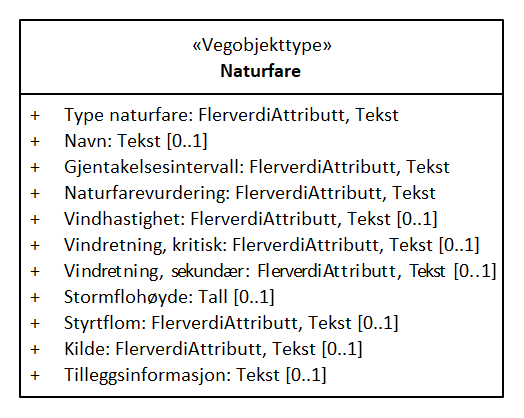 «Vegobjekttype»
Naturfare
+ Type naturfare: FlerverdiAttributt, Tekst
+ Navn: Tekst [0..1]
+ Gjentakelsesintervall: FlerverdiAttributt, Tekst
+ Naturfarevurdering: FlerverdiAttributt, Tekst
+ Vindhastighet: FlerverdiAttributt, Tekst [0..1]
+ Vindretning, kritisk: FlerverdiAttributt, Tekst [0..1]
+ Vindretning, sekundær: FlerverdiAttributt, Tekst [0..1]
+ Stormflohøyde: Tall [0..1]
+ Styrtflom: FlerverdiAttributt, Tekst [0..1]
+ Kilde: FlerverdiAttributt, Tekst [0..1]
+ Tilleggsinformasjon: Tekst [0..1]